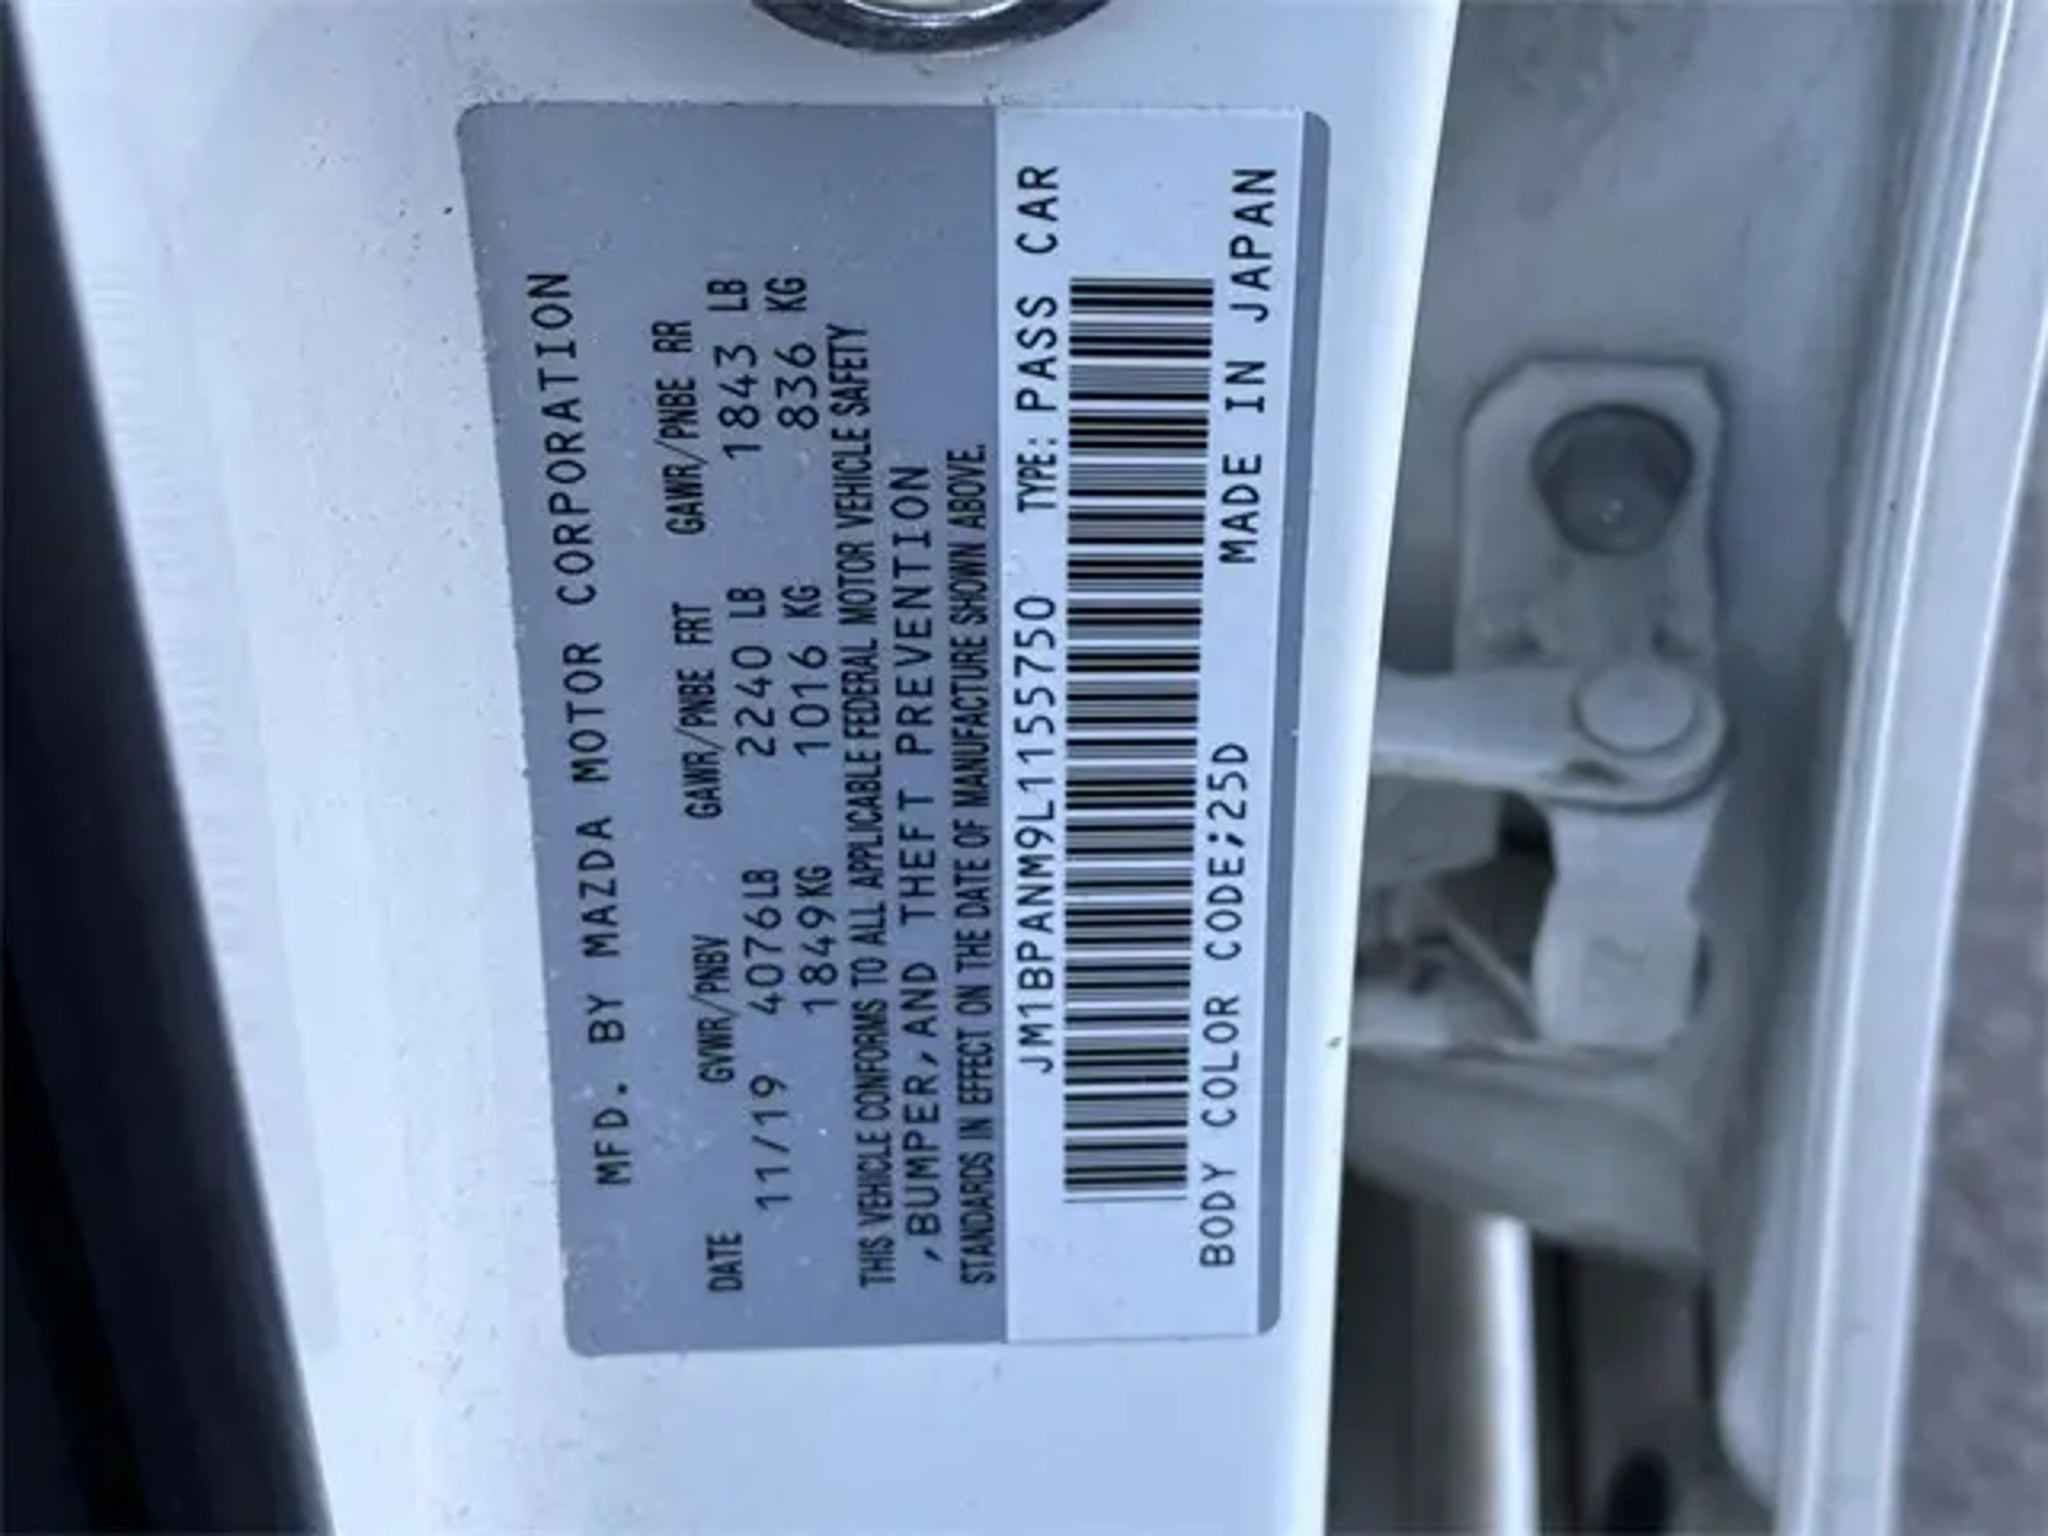 MFD. BY MAZDA MOTOR CORPORATION
DATE GVWR/PNBV GAWR/PNBE FRT GAWR/PNBE RR
11/19 4076LB 2240 LB 1843 LB
1849KG 1016 KG 836 KG
THIS VEHICLE CONFORMS TO ALL APPLICABLE FEDERAL MOTOR VEHICLE SAFETY
,BUMPER,AND THEFT PREVENTION
STANDARDS IN EFFECT ON THE DATE OF MANUFACTURE SHOWN ABOVE.
JM1BPANM9L1155750 TYPE: PASS CAR
BODY COLOR CODE;25D MADE IN JAPAN